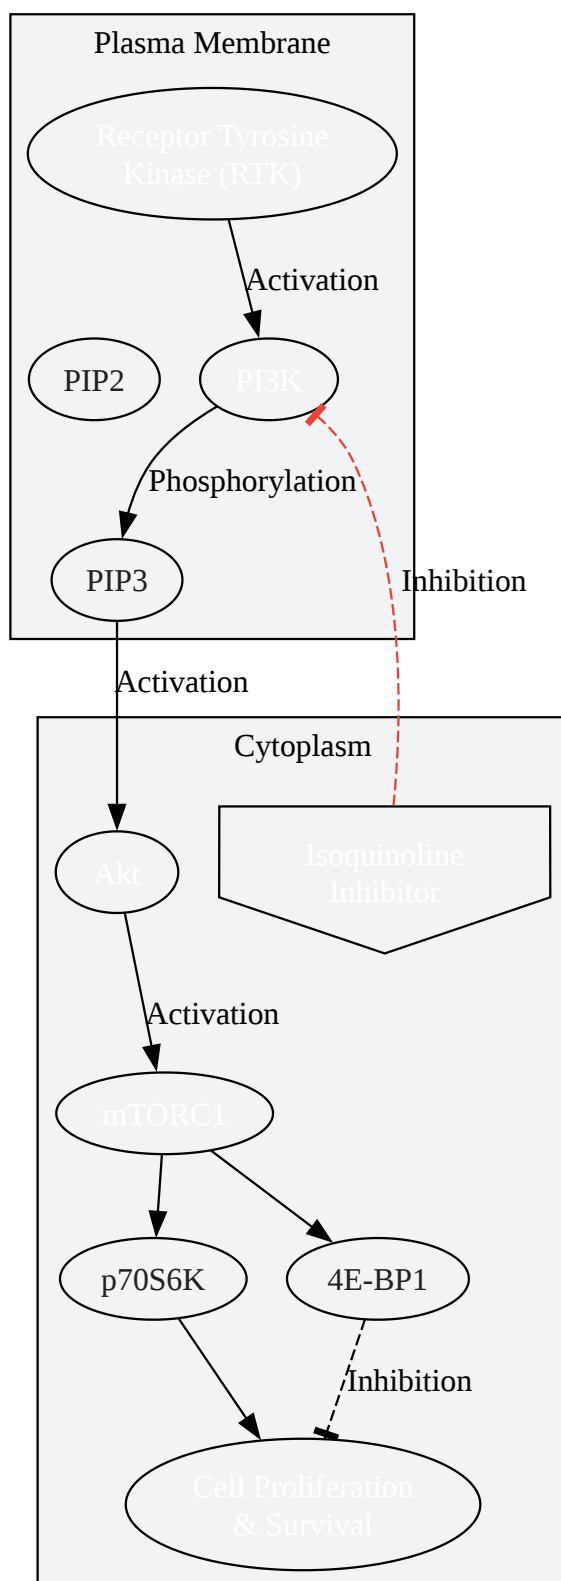 Plasma Membrane
Receptor Tyrosine
Kinase (RTK)
Activation
PIP2
PI3K
Phosphorylation
PIP3
Inhibition
Activation
Cytoplasm
Isoquinoline
Inhibitor
Akt
Activation
mTORC1
p70S6K
4E-BP1
Inhibition
Cell Proliferation
& Survival